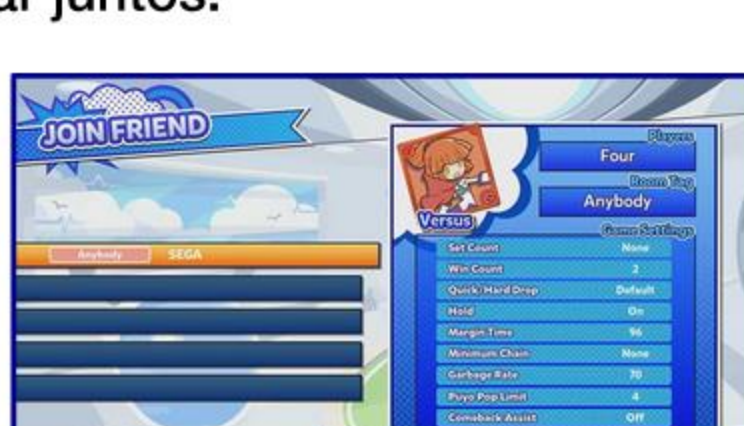 ar juntos.
JOIN FRIEND
Anybody SEGA
Versus
Players
Four
Room Tag
Anybody
Game Settings
Set Count None
Win Count 2
Quick/Hard Drop Default
Hold On
Margin Time 96
Minimum Chain None
Garbage Rate 70
Puyo Pop Limit 4
Comeback Assist Off